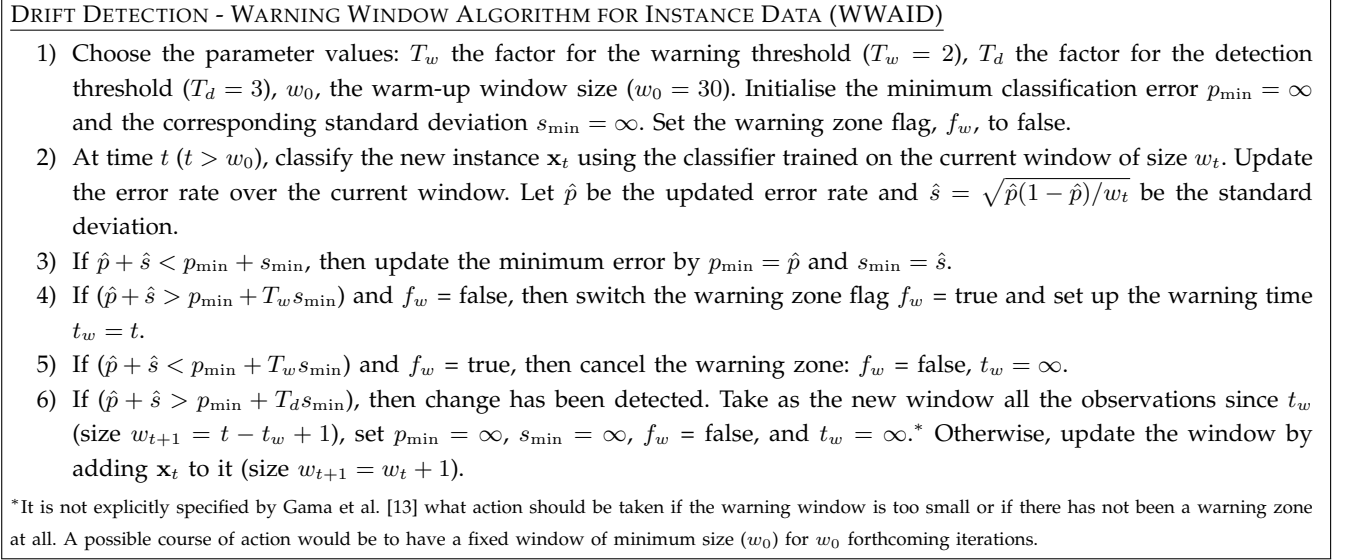 DRIFT DETECTION - WARNING WINDOW ALGORITHM FOR INSTANCE DATA (WWAID)
1) Choose the parameter values: T_w the factor for the warning threshold (T_w = 2), T_d the factor for the detection
threshold (T_d = 3), w_0, the warm-up window size (w_0 = 30). Initialise the minimum classification error p_min = ∞
and the corresponding standard deviation s_min = ∞. Set the warning zone flag, f_w, to false.
2) At time t (t > w_0), classify the new instance x_t using the classifier trained on the current window of size w_t. Update
the error rate over the current window. Let p̂ be the updated error rate and ŝ = √(p̂(1 − p̂)/w_t) be the standard
deviation.
3) If p̂ + ŝ < p_min + s_min, then update the minimum error by p_min = p̂ and s_min = ŝ.
4) If (p̂ + ŝ > p_min + T_w s_min) and f_w = false, then switch the warning zone flag f_w = true and set up the warning time
t_w = t.
5) If (p̂ + ŝ < p_min + T_w s_min) and f_w = true, then cancel the warning zone: f_w = false, t_w = ∞.
6) If (p̂ + ŝ > p_min + T_d s_min), then change has been detected. Take as the new window all the observations since t_w
(size w_{t+1} = t − t_w + 1), set p_min = ∞, s_min = ∞, f_w = false, and t_w = ∞.* Otherwise, update the window by
adding x_t to it (size w_{t+1} = w_t + 1).
*It is not explicitly specified by Gama et al. [13] what action should be taken if the warning window is too small or if there has not been a warning zone
at all. A possible course of action would be to have a fixed window of minimum size (w_0) for w_0 forthcoming iterations.